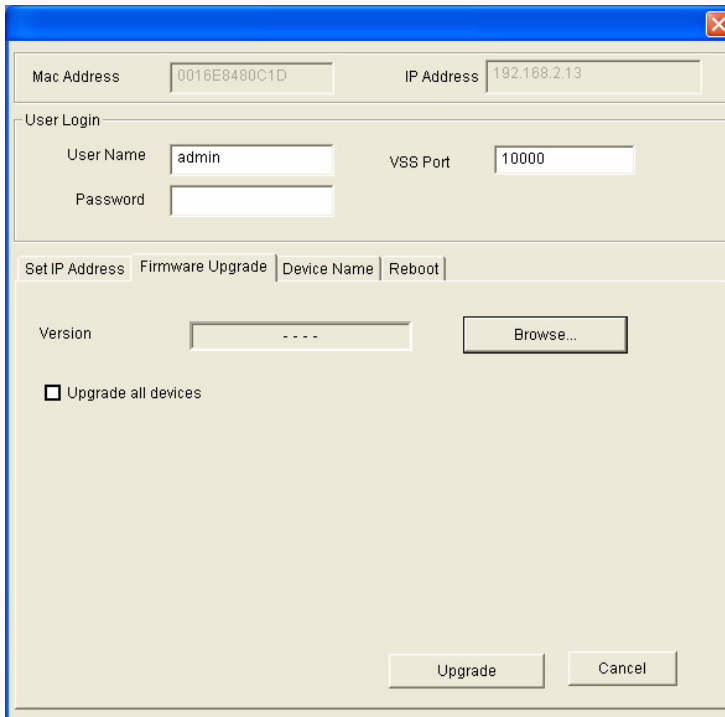 Mac Address 0016E8480C1D IP Address 192.168.2.13
User Login
User Name admin VSS Port 10000
Password
Set IP Address Firmware Upgrade Device Name Reboot
Version - - - - Browse...
Upgrade all devices
Upgrade Cancel